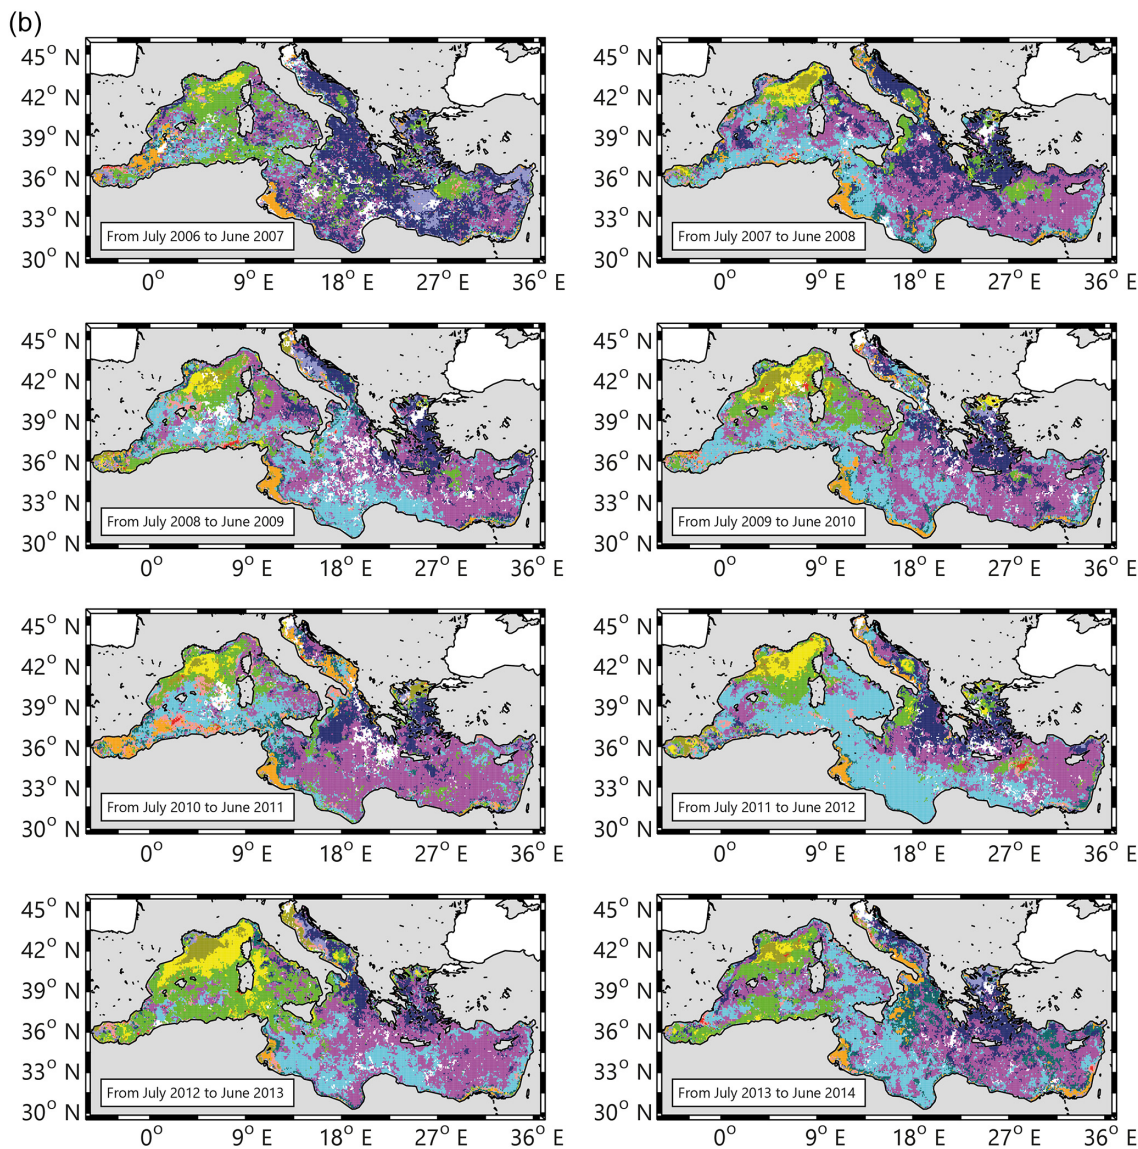 (b)
45° N
42° N
39° N
36° N
33° N
30° N
From July 2006 to June 2007
0° 9° E 18° E 27° E 36° E
45° N
42° N
39° N
36° N
33° N
30° N
From July 2007 to June 2008
0° 9° E 18° E 27° E 36° E
45° N
42° N
39° N
36° N
33° N
30° N
From July 2008 to June 2009
0° 9° E 18° E 27° E 36° E
45° N
42° N
39° N
36° N
33° N
30° N
From July 2009 to June 2010
0° 9° E 18° E 27° E 36° E
45° N
42° N
39° N
36° N
33° N
30° N
From July 2010 to June 2011
0° 9° E 18° E 27° E 36° E
45° N
42° N
39° N
36° N
33° N
30° N
From July 2011 to June 2012
0° 9° E 18° E 27° E 36° E
45° N
42° N
39° N
36° N
33° N
30° N
From July 2012 to June 2013
0° 9° E 18° E 27° E 36° E
45° N
42° N
39° N
36° N
33° N
30° N
From July 2013 to June 2014
0° 9° E 18° E 27° E 36° E